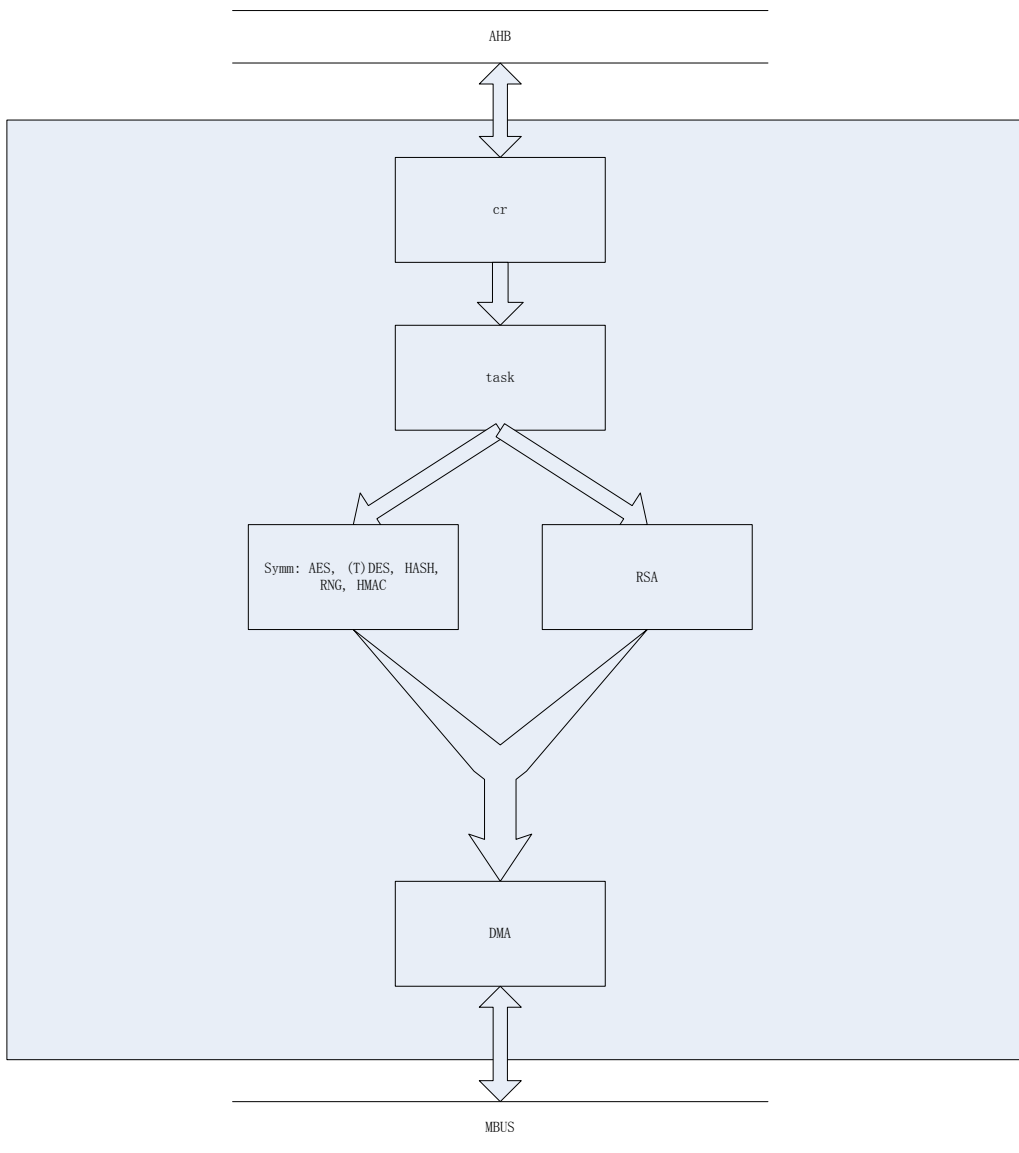 AHB
cr
task
Symm: AES, (T)DES, HASH,
RNG, HMAC
RSA
DMA
MBUS